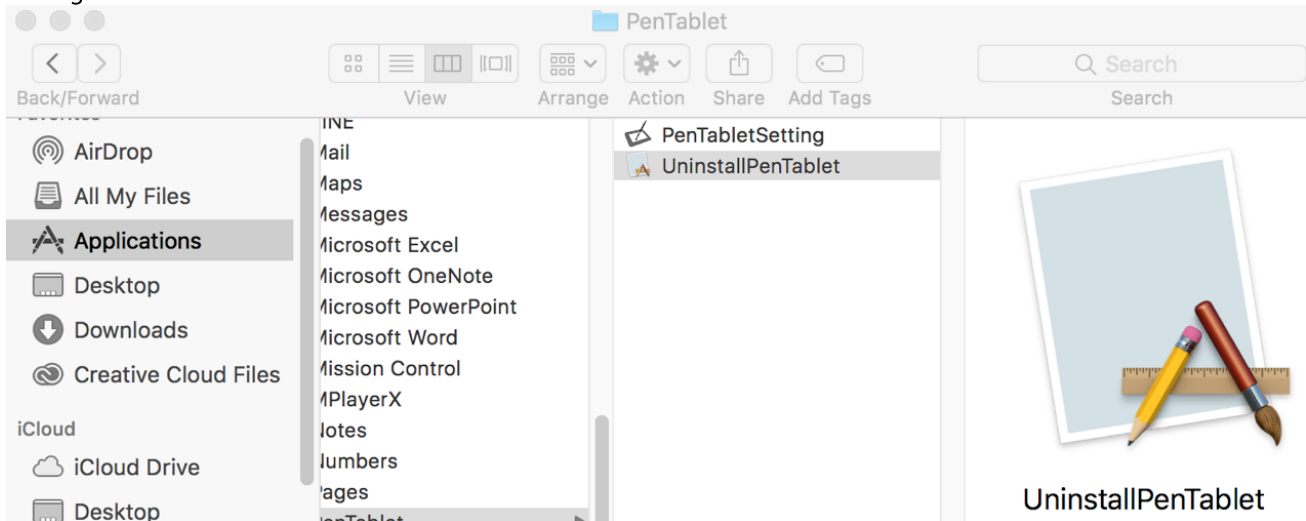 PenTablet
Search
Back/Forward
View
Arrange
Action
Share
Add Tags
Search
AirDrop
All My Files
Applications
Desktop
Downloads
Creative Cloud Files
iCloud
iCloud Drive
Desktop
INE
Mail
Maps
Messages
Microsoft Excel
Microsoft OneNote
Microsoft PowerPoint
Microsoft Word
Mission Control
MPlayerX
Notes
Numbers
Pages
PenTablet
PenTabletSetting
UninstallPenTablet
UninstallPenTablet